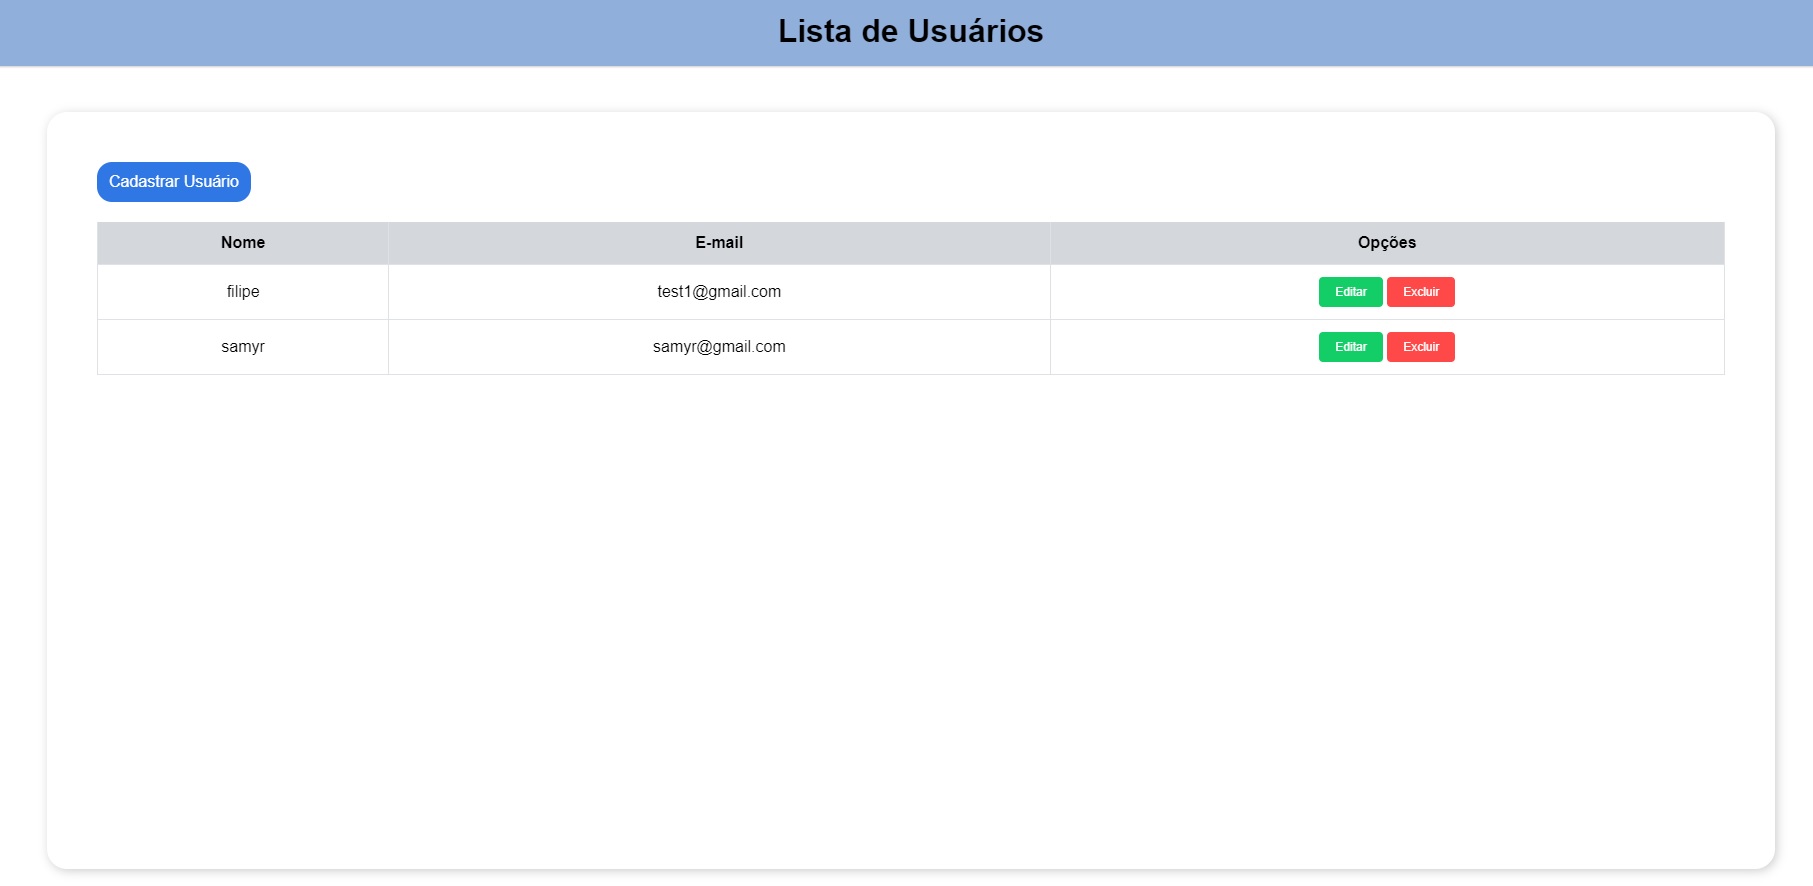 Lista de Usuários
Cadastrar Usuário
Nome E-mail Opções
filipe test1@gmail.com Editar Excluir
samyr samyr@gmail.com Editar Excluir